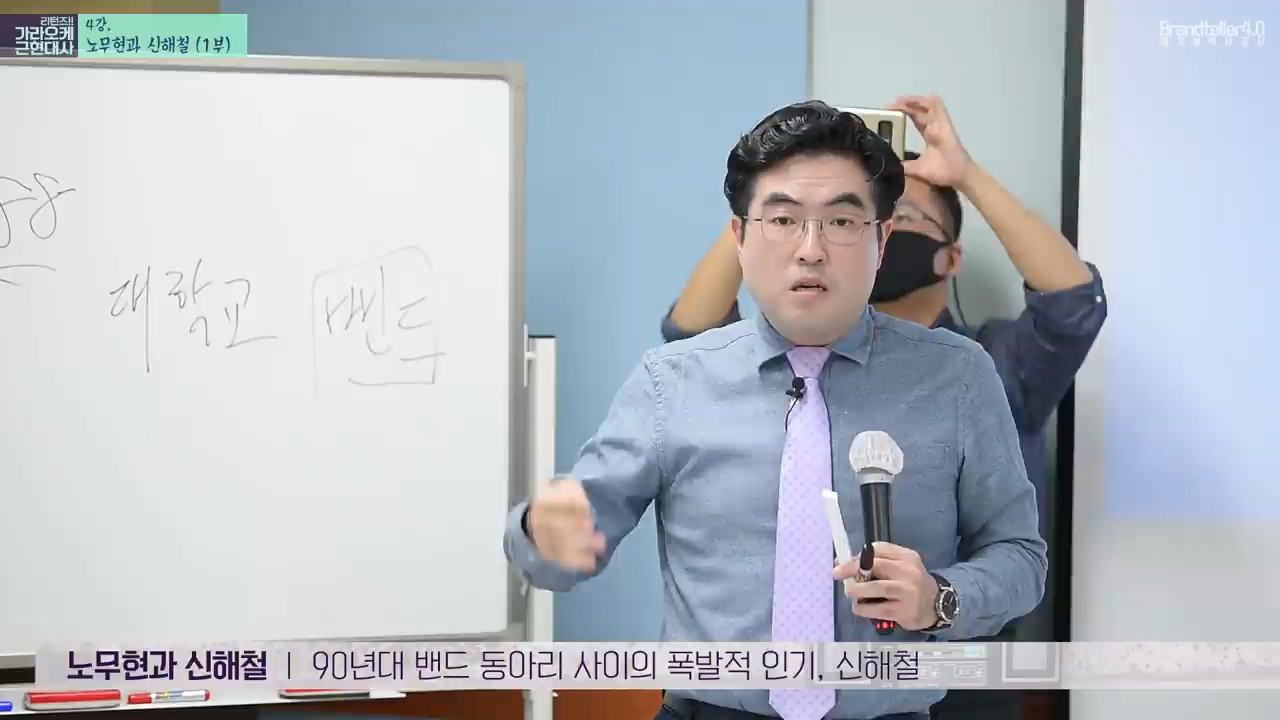 리턴즈!!
가라오케
근현대사
4강.
노무현과 신해철 (1부)
Brandteller4.0
88
대학교 밴드
노무현과 신해철 | 90년대 밴드 동아리 사이의 폭발적 인기, 신해철